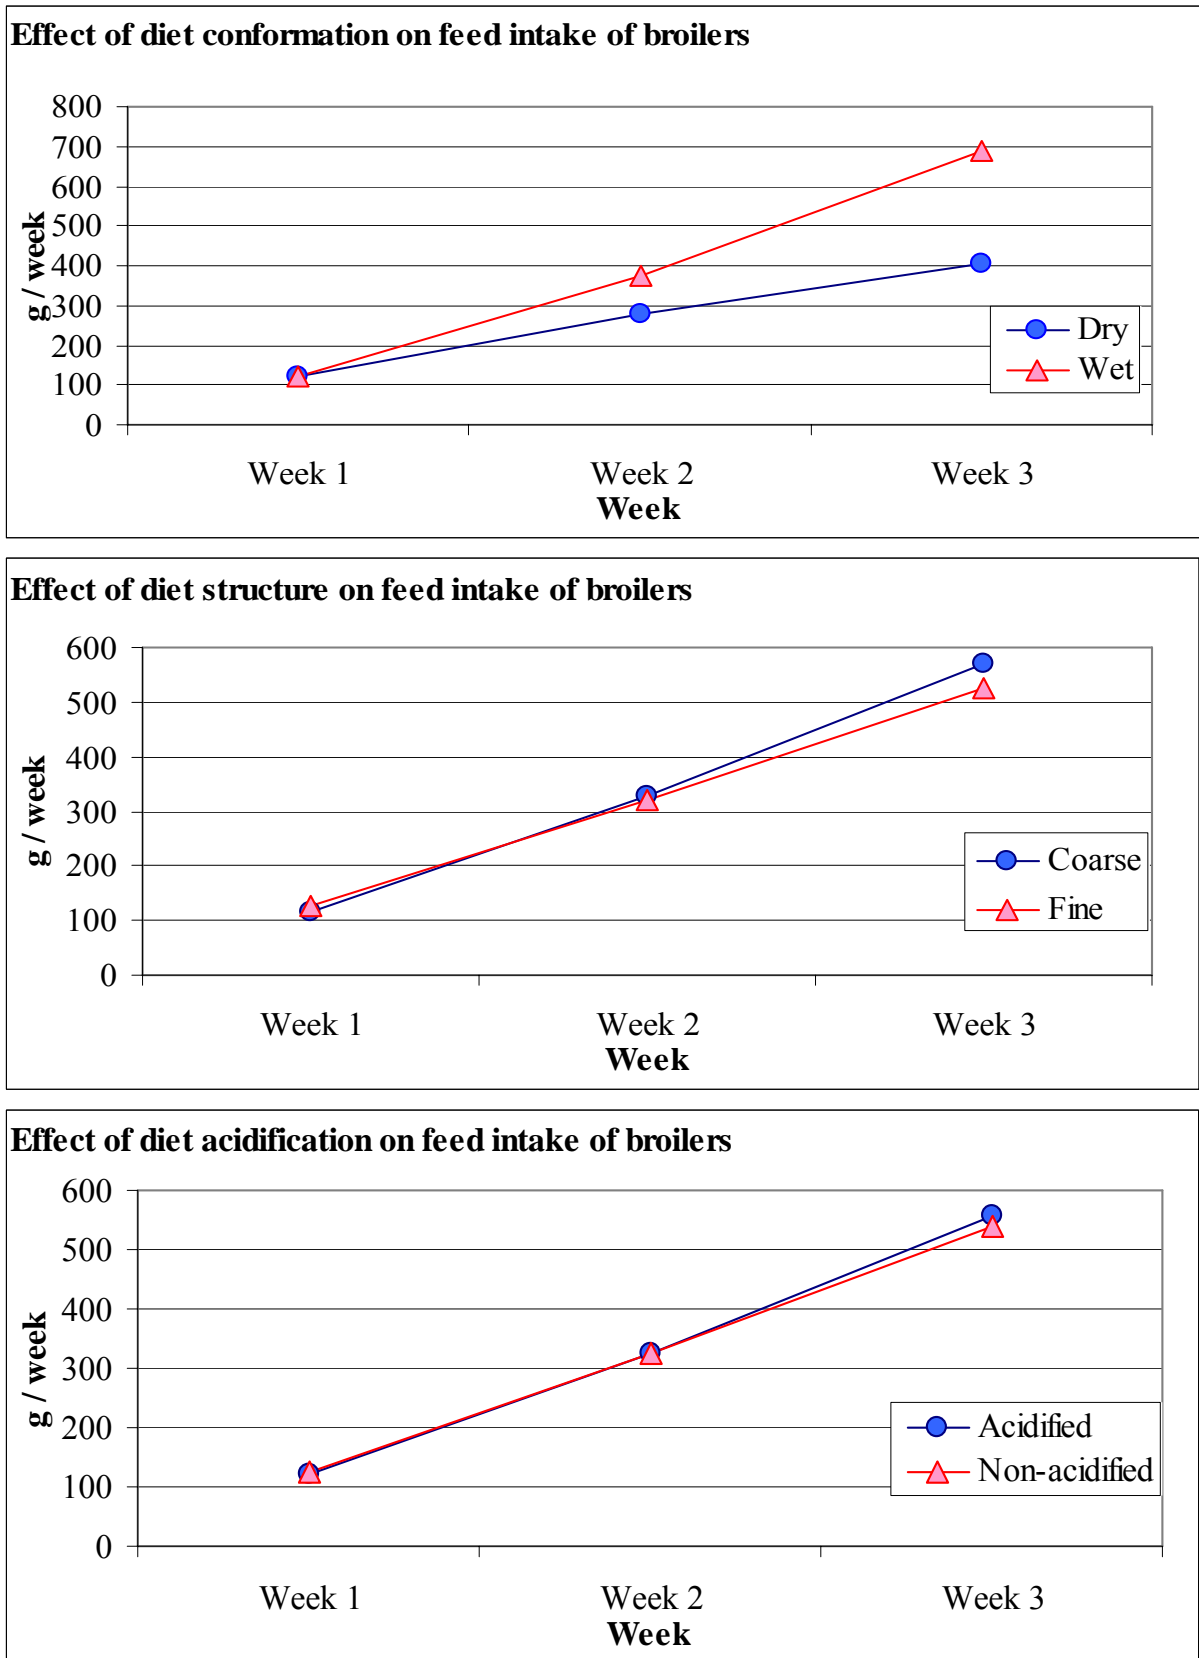 Effect of diet conformation on feed intake of broilers
800
700
600
500
400
300
200
100
0
g / week
Dry
Wet
Week 1 Week 2 Week 3
Week
Effect of diet structure on feed intake of broilers
600
500
400
300
200
100
0
g / week
Coarse
Fine
Week 1 Week 2 Week 3
Week
Effect of diet acidification on feed intake of broilers
600
500
400
300
200
100
0
g / week
Acidified
Non-acidified
Week 1 Week 2 Week 3
Week